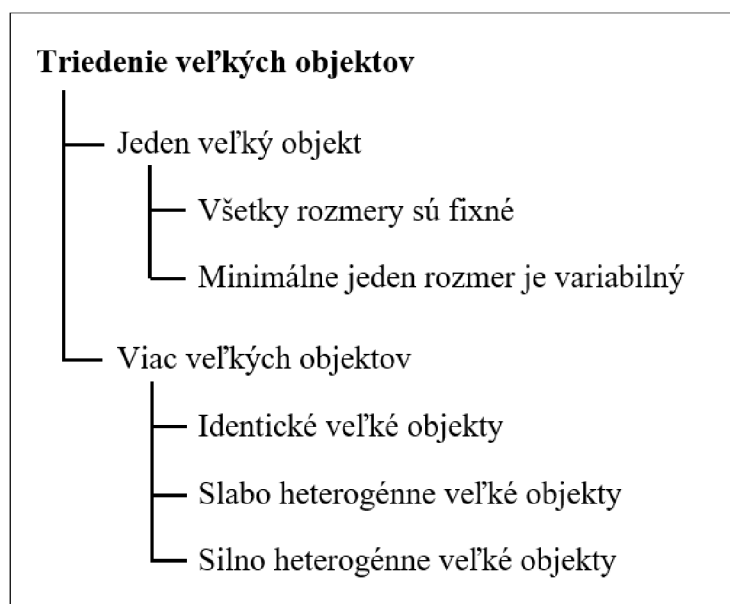 Triedenie veľkých objektov
Jeden veľký objekt
Všetky rozmery sú fixné
Minimálne jeden rozmer je variabilný
Viac veľkých objektov
Identické veľké objekty
Slabo heterogénne veľké objekty
Silno heterogénne veľké objekty